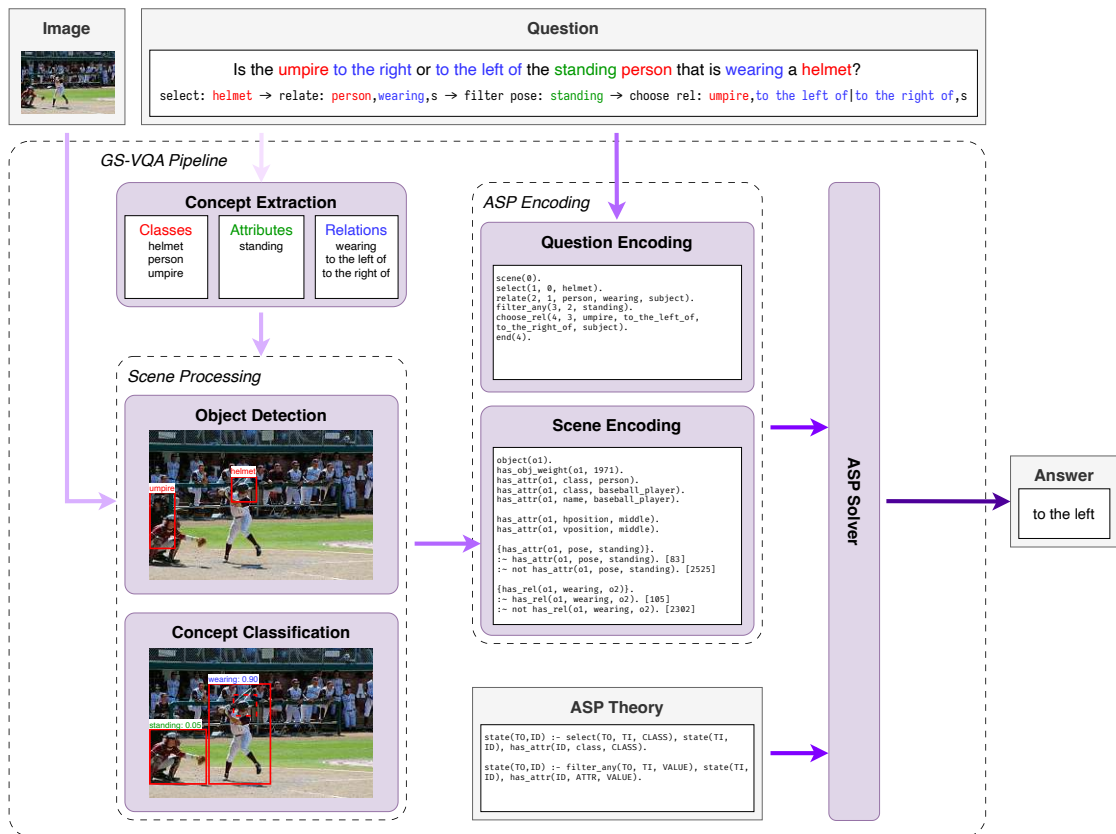 Image
Question
Is the umpire to the right or to the left of the standing person that is wearing a helmet?
select: helmet → relate: person,wearing,s → filter pose: standing → choose rel: umpire,to the left of|to the right of,s
GS-VQA Pipeline
Concept Extraction
Classes
helmet
person
umpire
Attributes
standing
Relations
wearing
to the left of
to the right of
Scene Processing
Object Detection
helmet
umpire
Concept Classification
wearing: 0.90
standing: 0.05
ASP Encoding
Question Encoding
scene(0).
select(1, 0, helmet).
relate(2, 1, person, wearing, subject).
filter_any(3, 2, standing).
choose_rel(4, 3, umpire, to_the_left_of,
to_the_right_of, subject).
end(4).
Scene Encoding
object(o1).
has_obj_weight(o1, 1971).
has_attr(o1, class, person).
has_attr(o1, class, baseball_player).
has_attr(o1, name, baseball_player).
has_attr(o1, hposition, middle).
has_attr(o1, vposition, middle).
{has_attr(o1, pose, standing)}.
:~ has_attr(o1, pose, standing). [83]
:~ not has_attr(o1, pose, standing). [2525]
{has_rel(o1, wearing, o2)}.
:~ has_rel(o1, wearing, o2). [105]
:~ not has_rel(o1, wearing, o2). [2302]
ASP Theory
state(TO,ID) :- select(TO, TI, CLASS), state(TI,
ID), has_attr(ID, class, CLASS).
state(TO,ID) :- filter_any(TO, TI, VALUE), state(TI,
ID), has_attr(ID, ATTR, VALUE).
ASP Solver
Answer
to the left